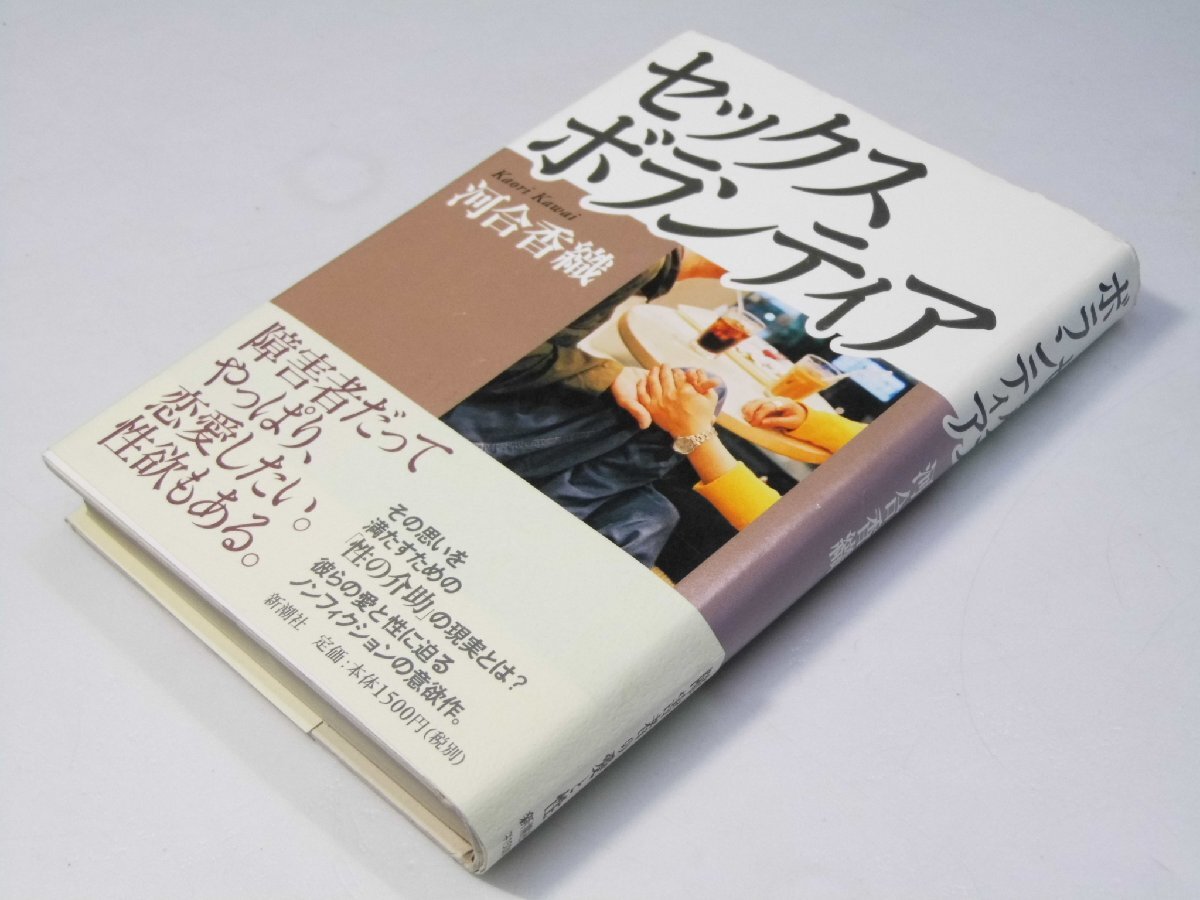 セックス
ボランティア
Kaori Kawai
河合香織
障害者だって
やっぱり、
恋愛したい。
性欲もある。
その思いを
満たすための
「性の介助」の現実とは?
彼らの愛と性に迫る
ノンフィクションの意欲作。
新潮社　定価:本体1500円(税別)
ボランティア
河合香織